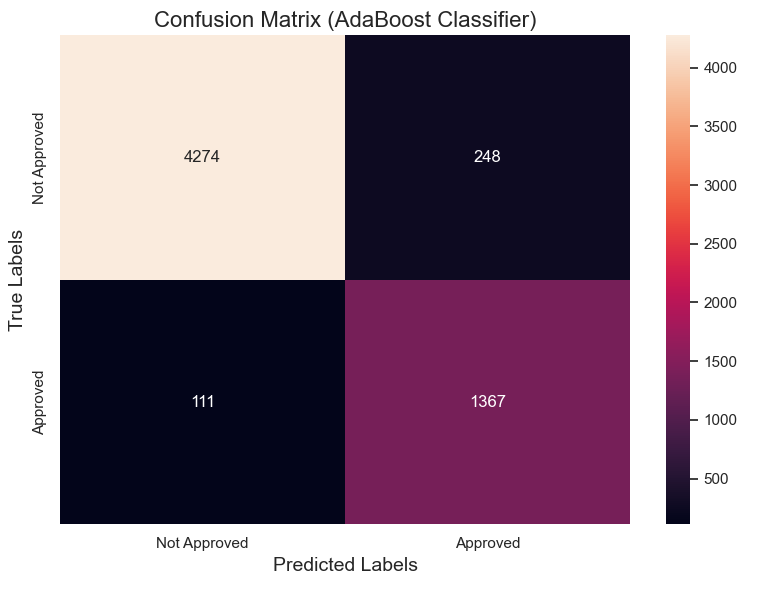 Confusion Matrix (AdaBoost Classifier)
True Labels
Not Approved
Approved
4274
248
111
1367
Not Approved
Approved
Predicted Labels
4000
3500
3000
2500
2000
1500
1000
500